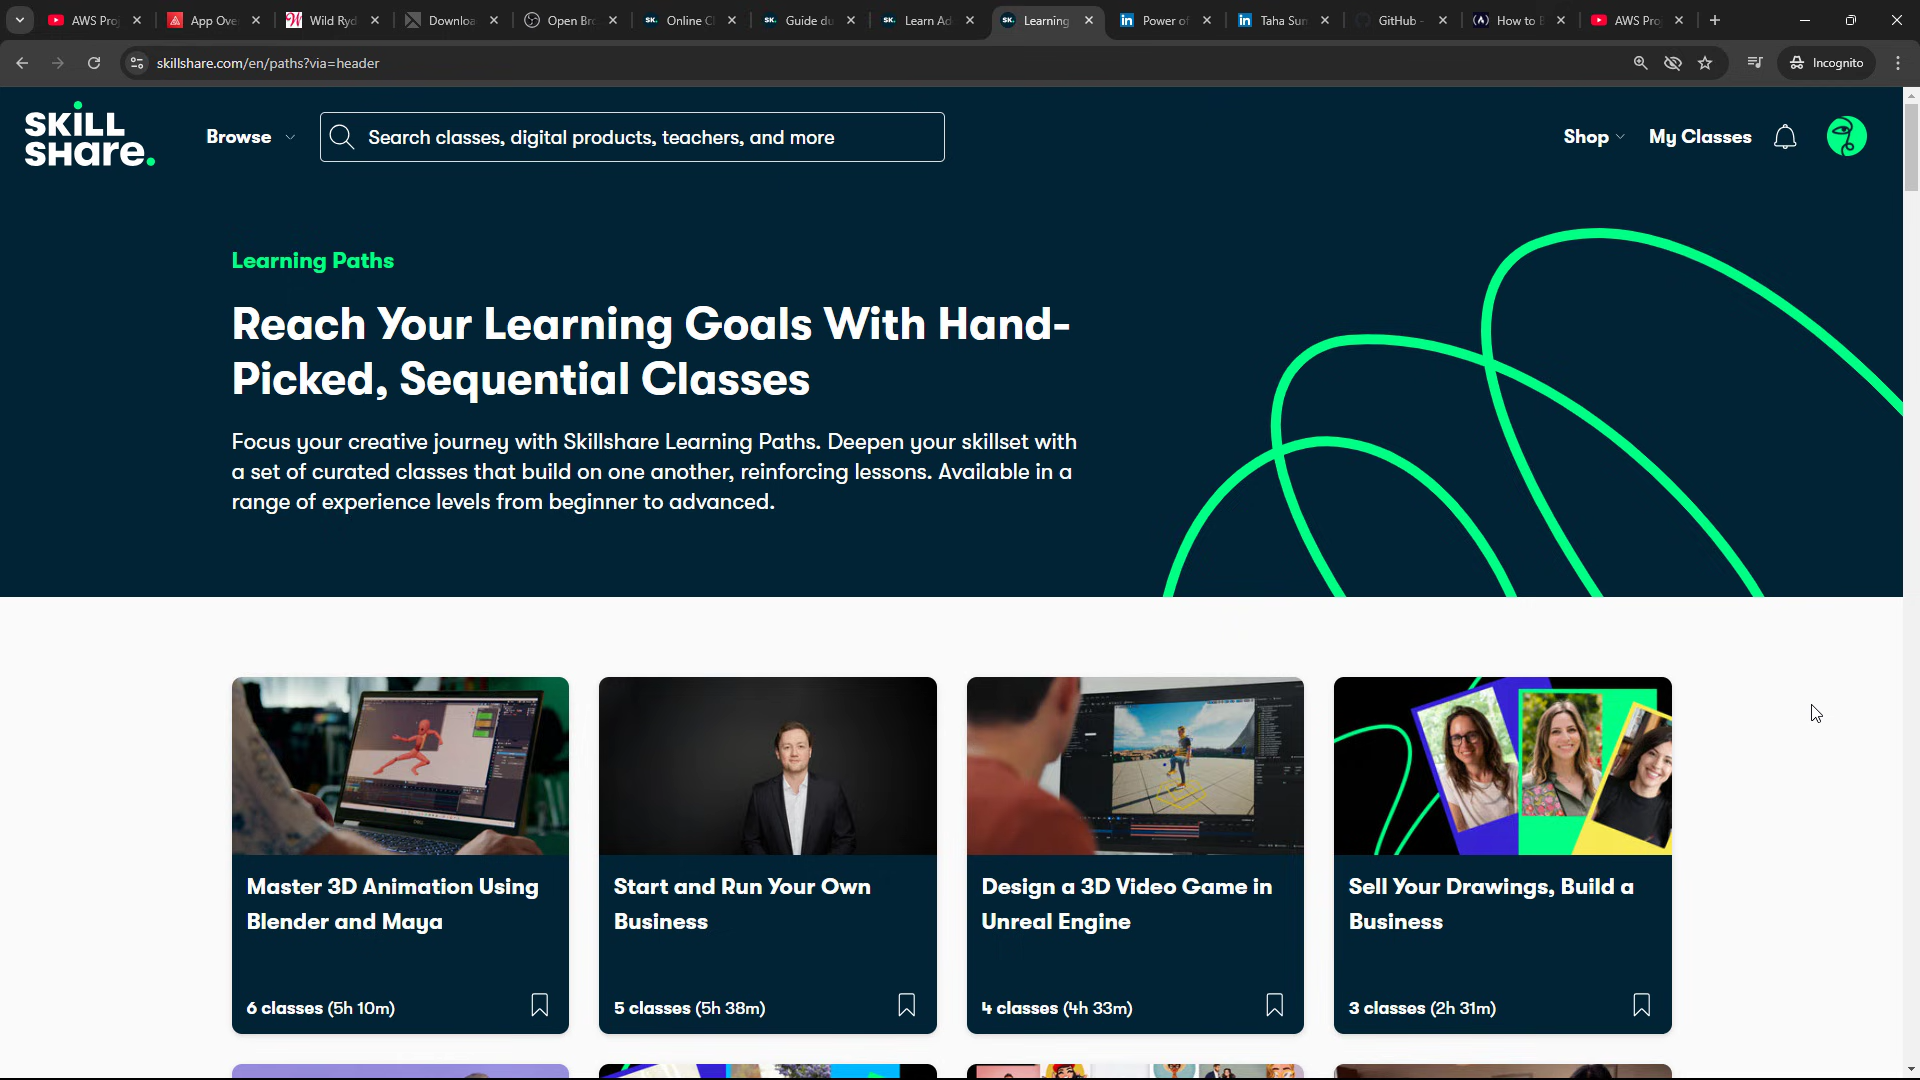 AWS Proj
App Ove
Wild Ryd
Downloa
Open Br
Online Cl
Guide du
Learn Ad
Learning
Power of
Taha Sur
GitHub -
How to B
AWS Proj
skillshare.com/en/paths?via=header
Incognito
SKILL
SHare.
Browse
Search classes, digital products, teachers, and more
Shop
My Classes
Learning Paths
Reach Your Learning Goals With Hand-
Picked, Sequential Classes
Focus your creative journey with Skillshare Learning Paths. Deepen your skillset with
a set of curated classes that build on one another, reinforcing lessons. Available in a
range of experience levels from beginner to advanced.
Master 3D Animation Using
Blender and Maya
6 classes (5h 10m)
Start and Run Your Own
Business
5 classes (5h 38m)
Design a 3D Video Game in
Unreal Engine
4 classes (4h 33m)
Sell Your Drawings, Build a
Business
3 classes (2h 31m)